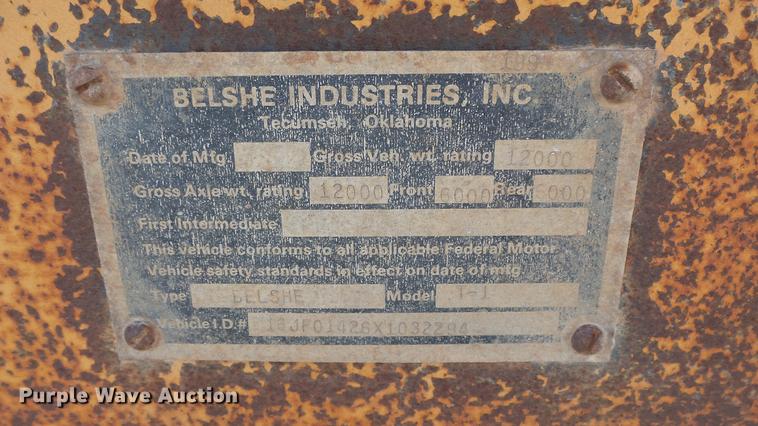 BELSHE INDUSTRIES, INC.
Tecumseh, Oklahoma
Date of Mfg. Gross Veh. wt. rating 12000
Gross Axle wt. rating 12000 Front 6000 Rear 6000
First Intermediate
This vehicle conforms to all applicable Federal Motor
Vehicle safety standards in effect on date of mfg
Type BELSHE Model T-1
Vehicle I.D.#
Purple Wave Auction